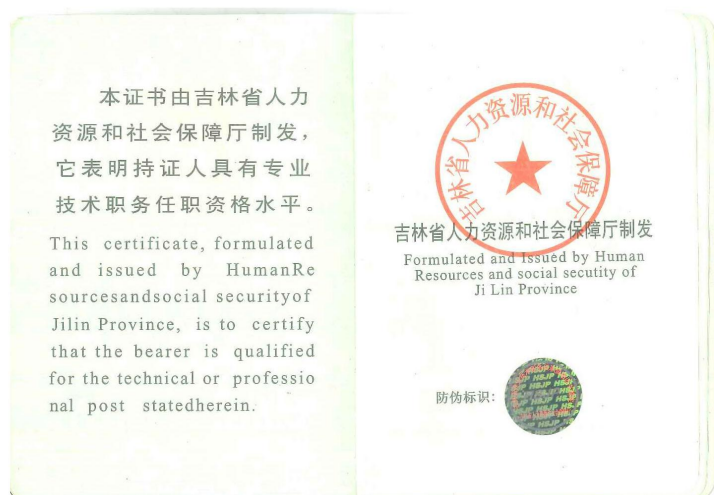 本证书由吉林省人力
资源和社会保障厅制发，
它表明持证人具有专业
技术职务任职资格水平。
This certificate, formulated
and issued by HumanRe
sourcesandsocial securityof
Jilin Province, is to certify
that the bearer is qualified
for the technical or professio
nal post statedherein.
吉林省人力资源和社会保障厅
吉林省人力资源和社会保障厅制发
Formulated and Issued by Human
Resources and social secutity of
Ji Lin Province
防伪标识：
HBJP HBJP